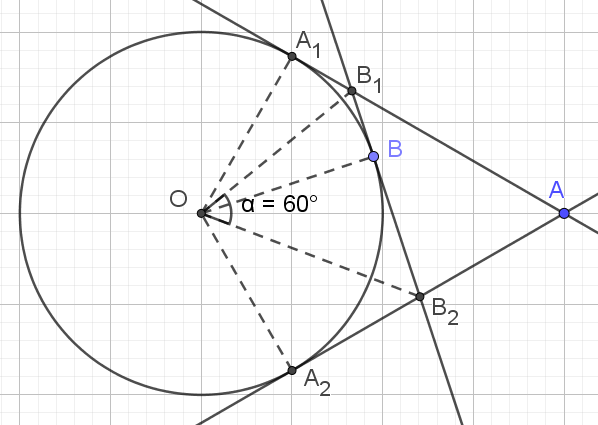 A₁
B₁
B
A
O
α = 60°
B₂
A₂